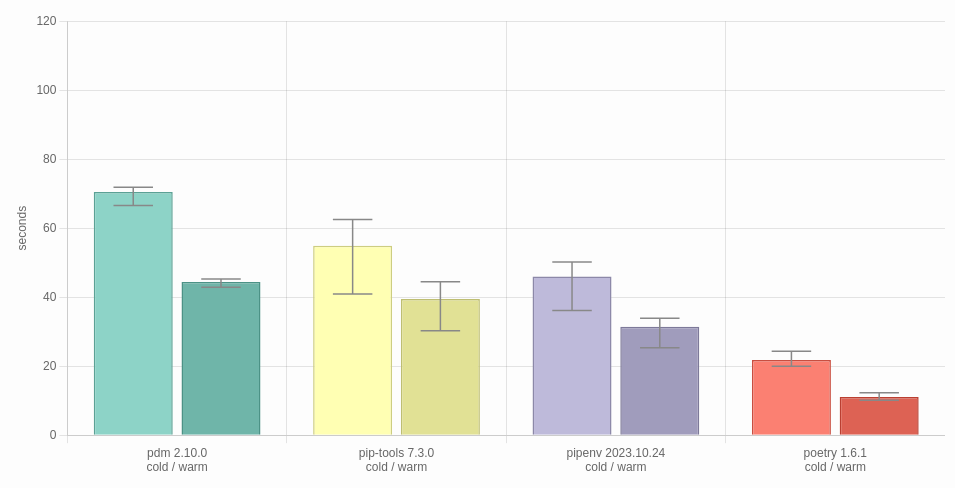 120
100
80
60
40
20
0
seconds
pdm 2.10.0
cold / warm
pip-tools 7.3.0
cold / warm
pipenv 2023.10.24
cold / warm
poetry 1.6.1
cold / warm